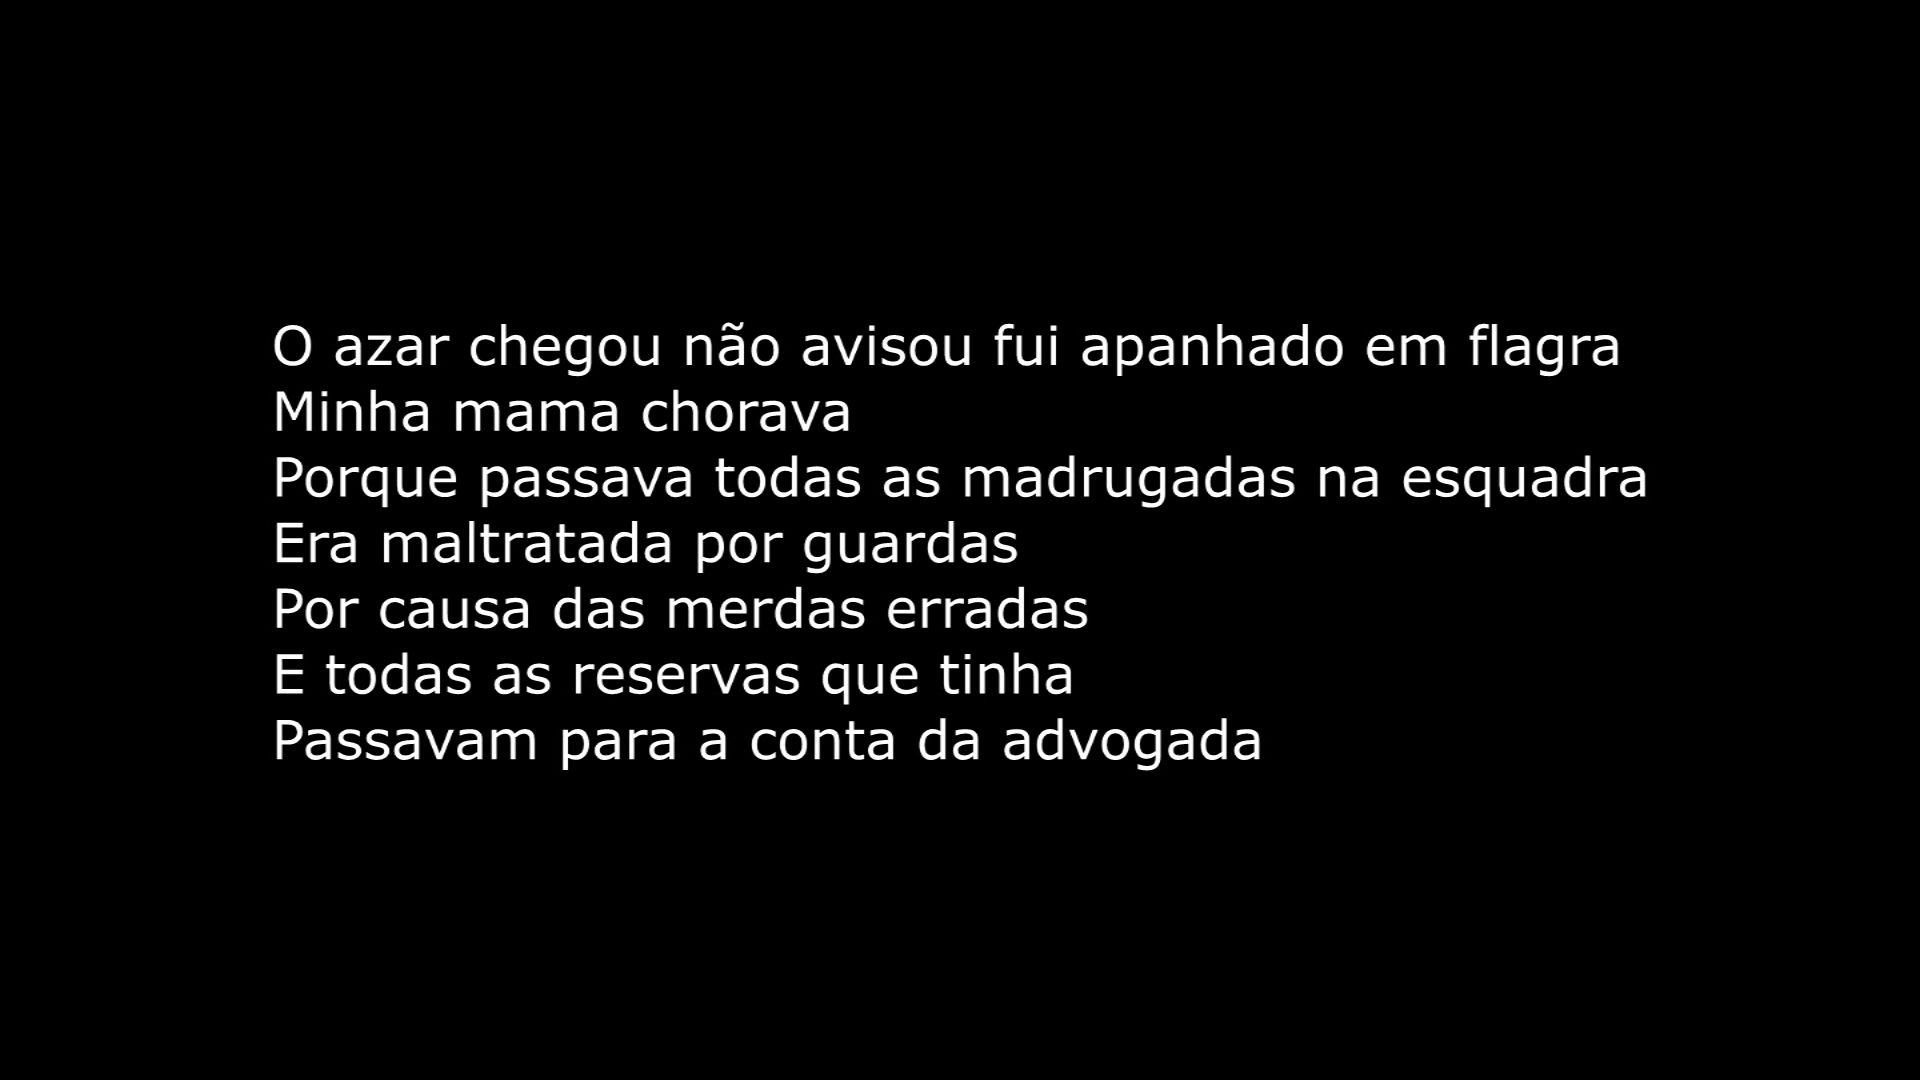 O azar chegou não avisou fui apanhado em flagra
Minha mama chorava
Porque passava todas as madrugadas na esquadra
Era maltratada por guardas
Por causa das merdas erradas
E todas as reservas que tinha
Passavam para a conta da advogada